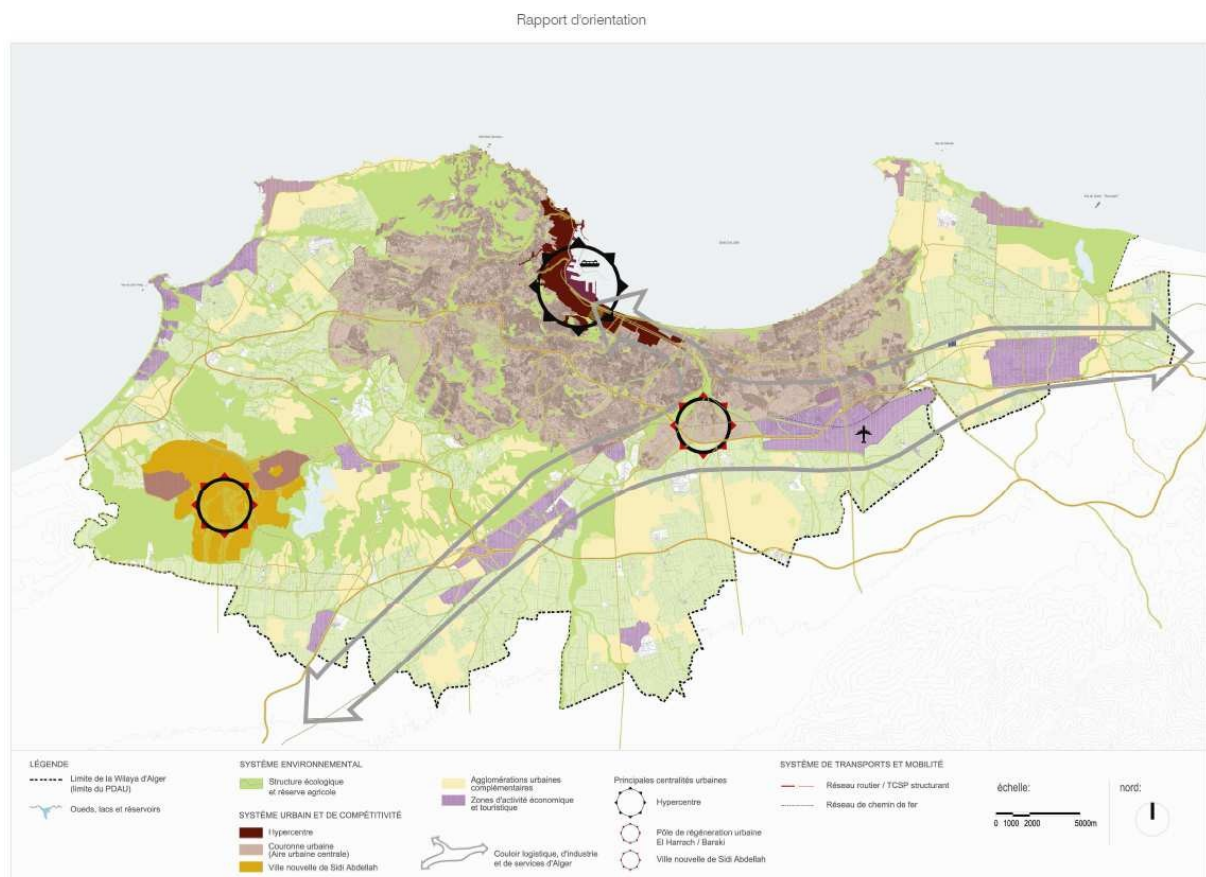 Rapport d'orientation
LÉGENDE
Limite de la Wilaya d'Alger
(limite du PDAU)
Oueds, lacs et réservoirs
SYSTÈME ENVIRONNEMENTAL
Structure écologique
et réserve agricole
SYSTÈME URBAIN ET DE COMPÉTITIVITÉ
Hypercentre
Couronne urbaine
(Aire urbaine centrale)
Ville nouvelle de Sidi Abdellah
Agglomérations urbaines
complémentaires
Zones d'activité économique
et touristique
Couloir logistique, d'industrie
et de services d'Alger
Principales centralités urbaines
Hypercentre
Pôle de régéneration urbaine
El Harrach / Baraki
Ville nouvelle de Sidi Abdellah
SYSTÈME DE TRANSPORTS ET MOBILITÉ
Réseau routier / TCSP structurant
Réseau de chemin de fer
échelle:
0 1000 2000 5000m
nord: